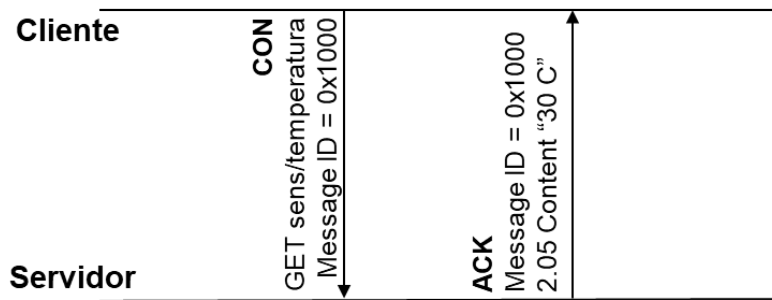 Cliente
CON
GET sens/temperatura
Message ID = 0x1000
ACK
Message ID = 0x1000
2.05 Content “30 C”
Servidor